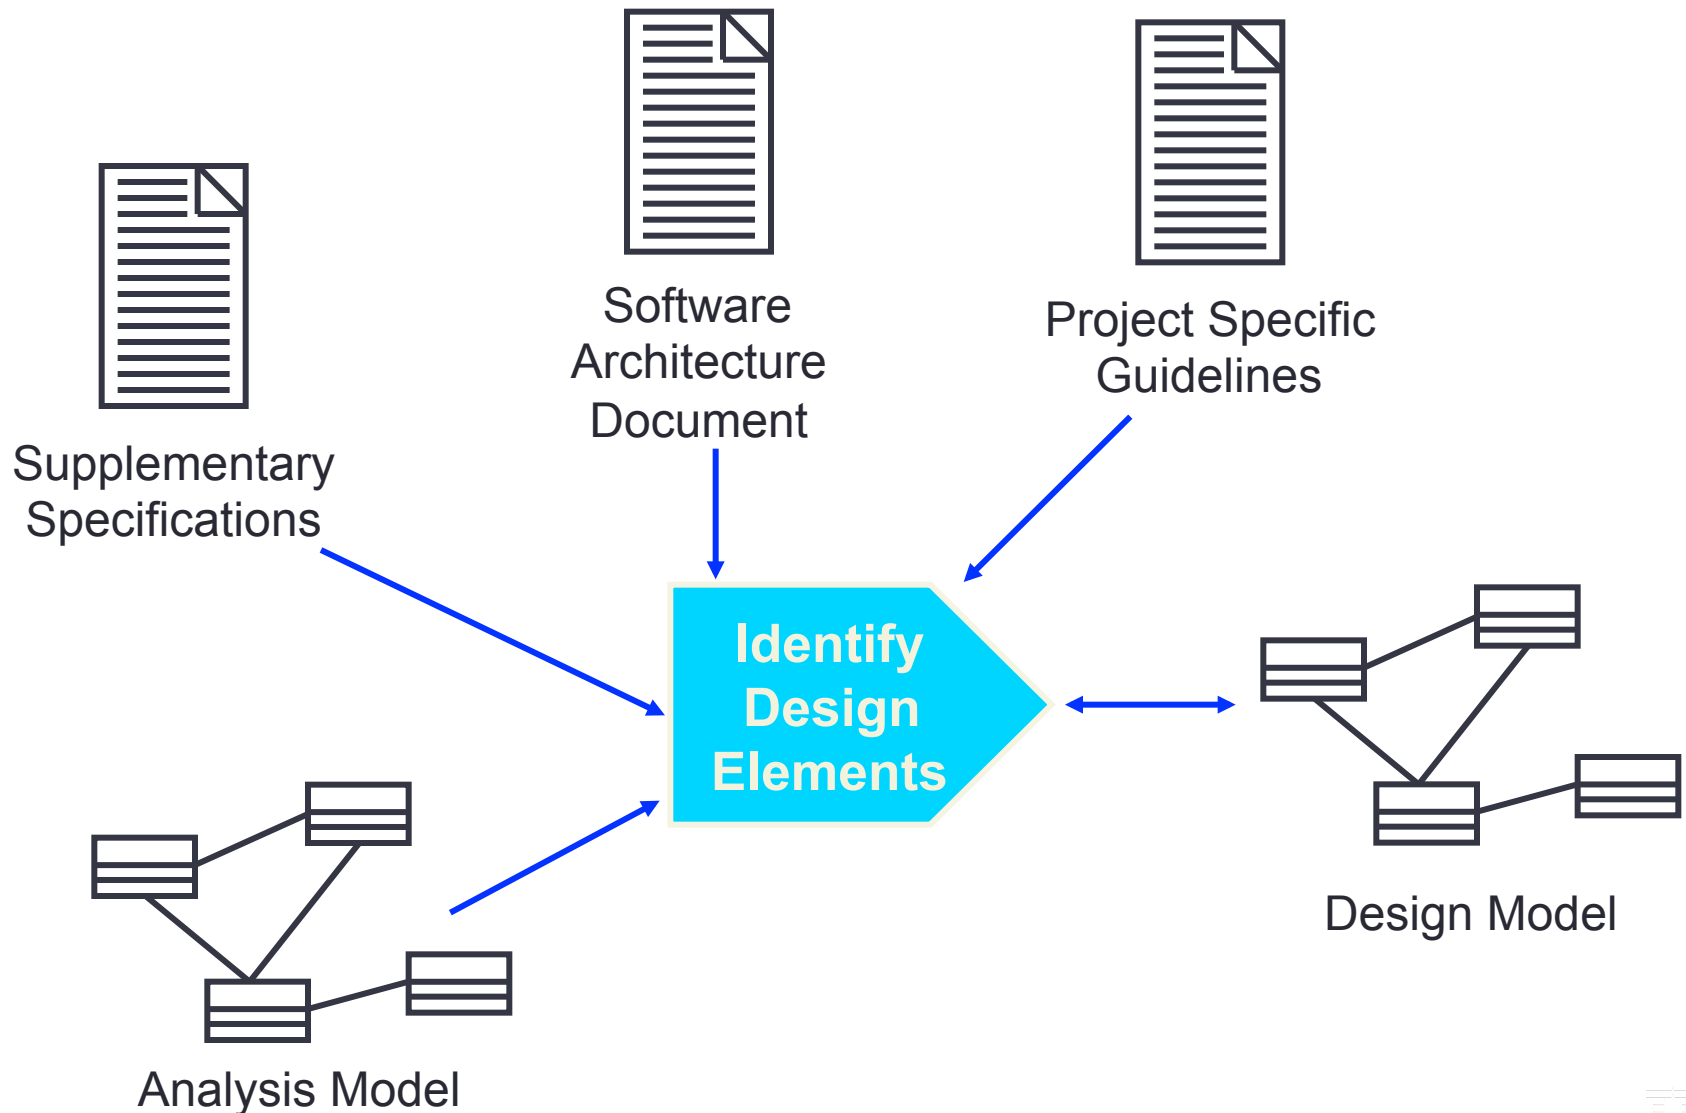 Software
Architecture
Document
Project Specific
Guidelines
Supplementary
Specifications
Identify
Design
Elements
Design Model
Analysis Model